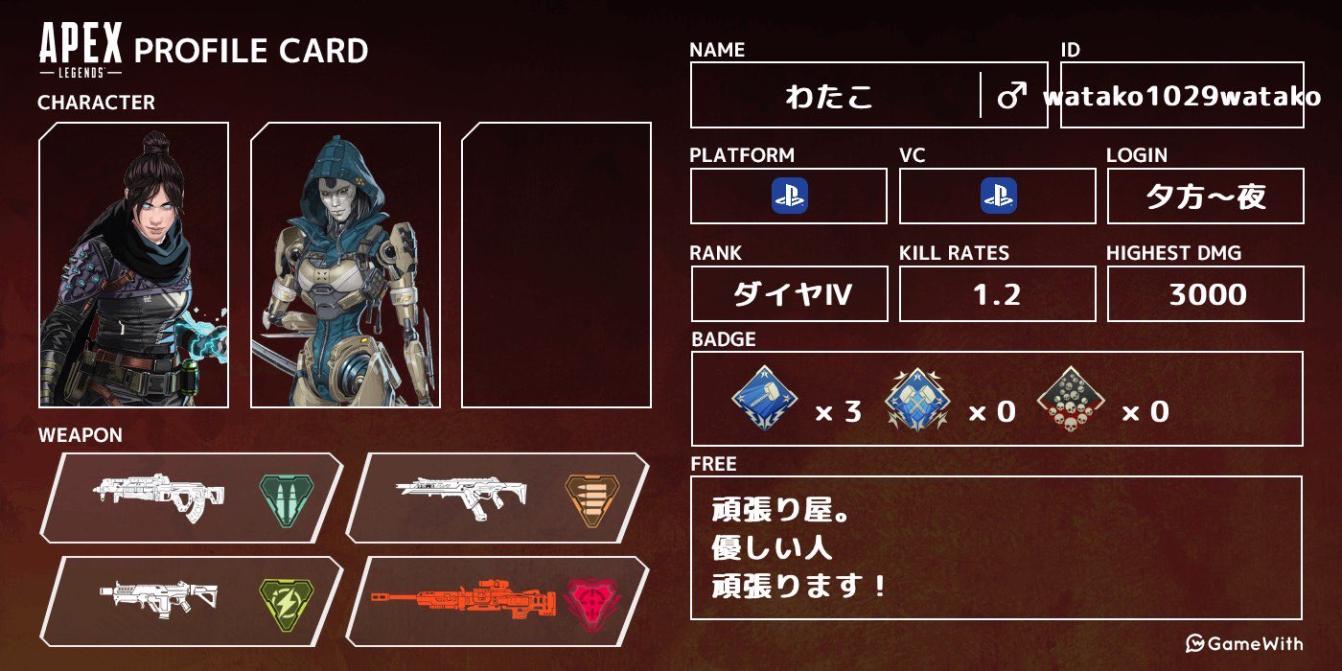 APEX
LEGENDS
PROFILE CARD
CHARACTER
WEAPON
NAME
わたこ
♂
ID
watako1029watako
PLATFORM
VC
LOGIN
夕方〜夜
RANK
ダイヤⅣ
KILL RATES
1.2
HIGHEST DMG
3000
BADGE
x 3
x 0
x 0
FREE
頑張り屋。
優しい人
頑張ります！
GameWith